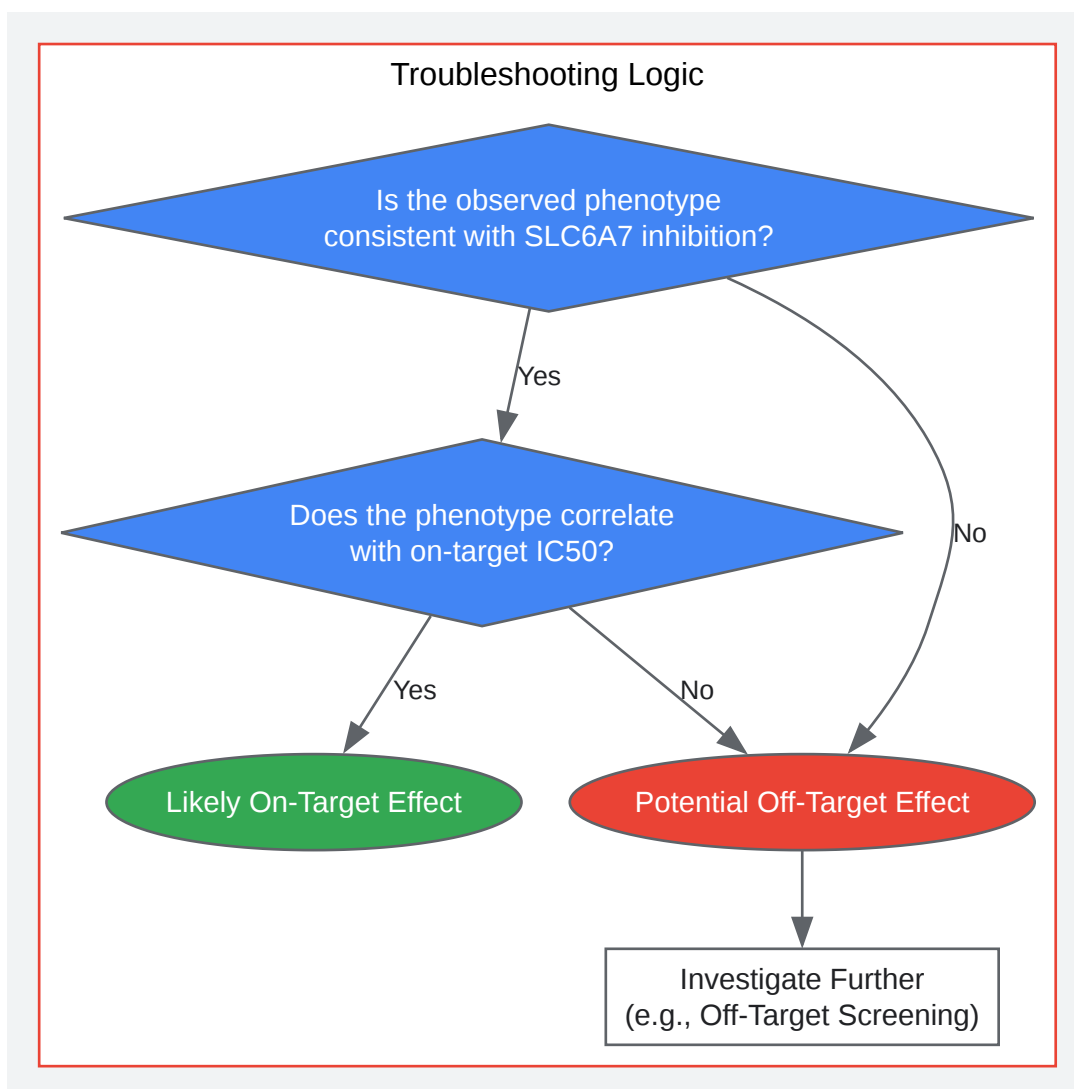 Troubleshooting Logic
Is the observed phenotype
consistent with SLC6A7 inhibition?
Yes
No
Does the phenotype correlate
with on-target IC50?
Yes
No
Likely On-Target Effect
Potential Off-Target Effect
Investigate Further
(e.g., Off-Target Screening)